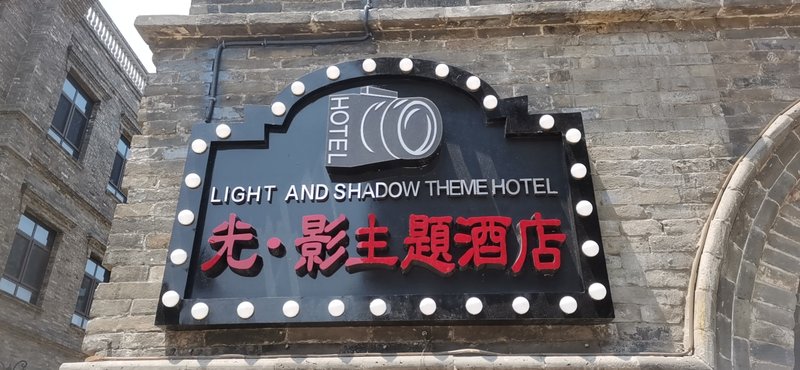 HOTEL
LIGHT AND SHADOW THEME HOTEL
光·影主题酒店